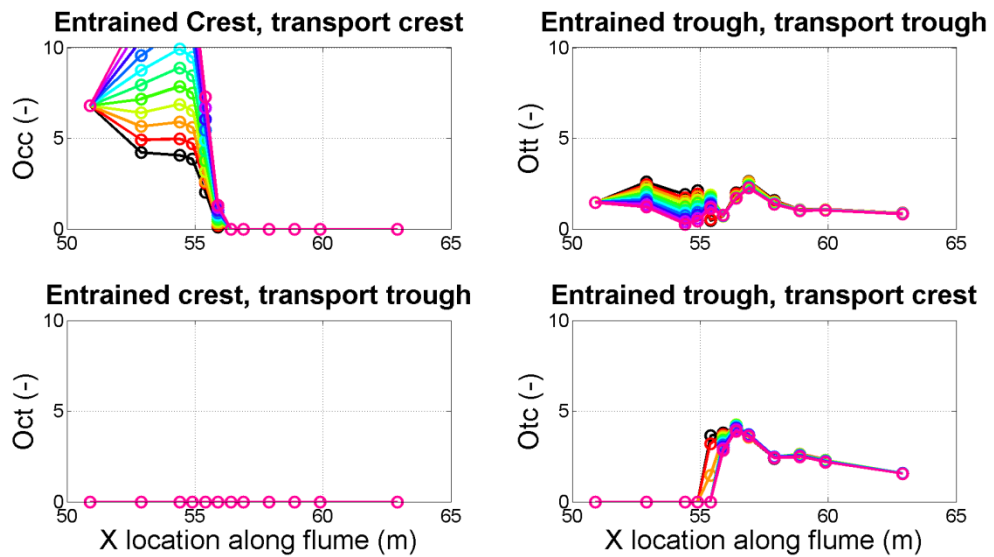 Entrained Crest, transport crest
Entrained trough, transport trough
10
5
0
Occ (-)
50 55 60 65
10
5
0
Ott (-)
50 55 60 65
Entrained crest, transport trough
Entrained trough, transport crest
10
5
0
Oct (-)
50 55 60 65
X location along flume (m)
10
5
0
Otc (-)
50 55 60 65
X location along flume (m)